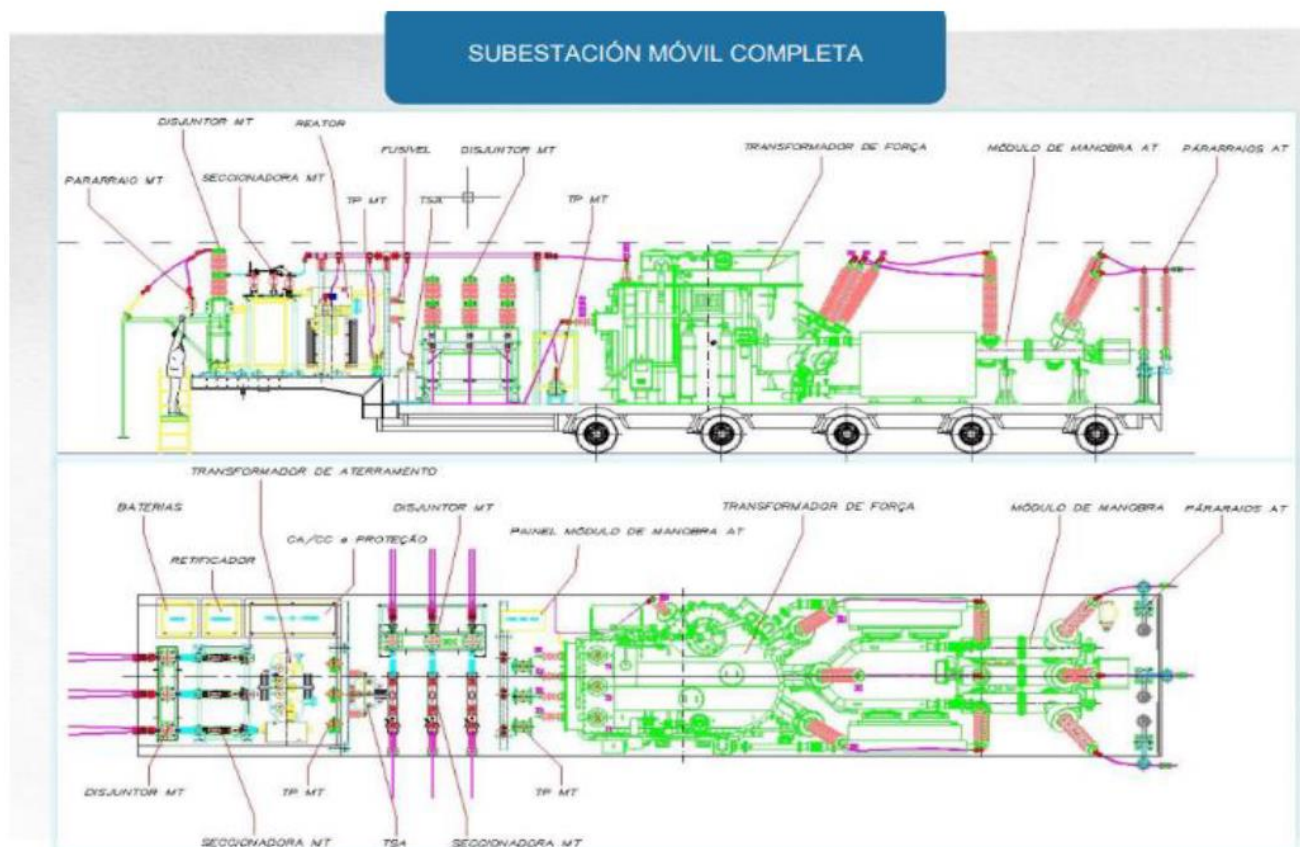 SUBESTACIÓN MÓVIL COMPLETA
DISJUNTOR MT
REATOR
FUSIVEL
DISJUNTOR MT
TRANSFORMADOR DE FORÇA
MÓDULO DE MANOBRA AT
PÁRARAIOS AT
PARARRAIO MT
SECCIONADORA MT
TP MT
TSA
TP MT
TRANSFORMADOR DE ATERRAMENTO
BATERIAS
DISJUNTOR MT
TRANSFORMADOR DE FORÇA
MÓDULO DE MANOBRA
PÁRARAIOS AT
RETIFICADOR
CA/CC e PROTEÇÃO
PAINEL MÓDULO DE MANOBRA AT
DISJUNTOR MT
TP MT
TP MT
SECCIONADORA MT
TSA
SECCIONADORA MT